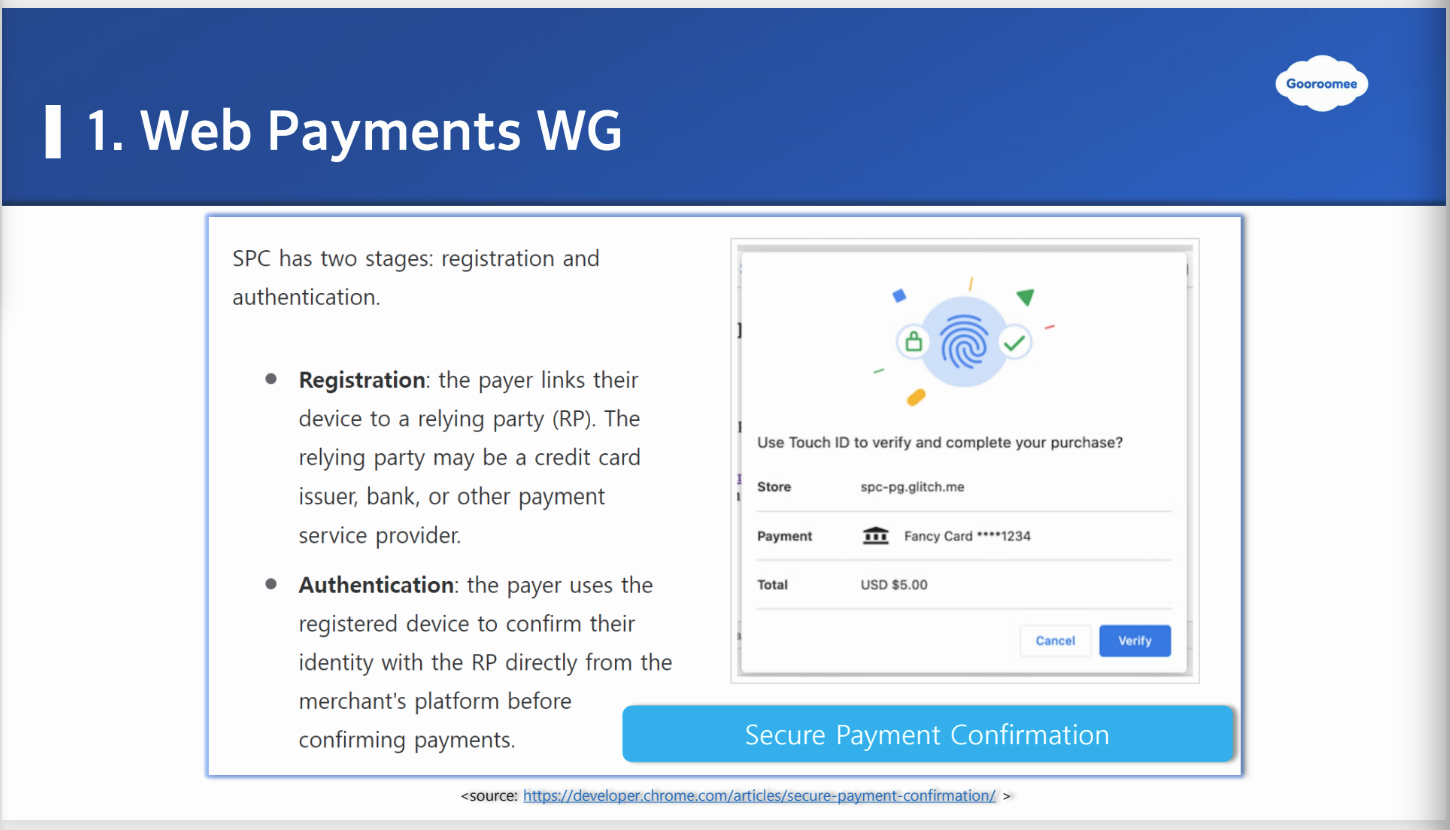 Gooroomee
1. Web Payments WG
SPC has two stages: registration and
authentication.
● Registration: the payer links their
device to a relying party (RP). The
relying party may be a credit card
issuer, bank, or other payment
service provider.
● Authentication: the payer uses the
registered device to confirm their
identity with the RP directly from the
merchant's platform before
confirming payments.
Use Touch ID to verify and complete your purchase?
Store spc-pg.glitch.me
Payment Fancy Card ****1234
Total USD $5.00
Cancel Verify
Secure Payment Confirmation
<source: https://developer.chrome.com/articles/secure-payment-confirmation/ >